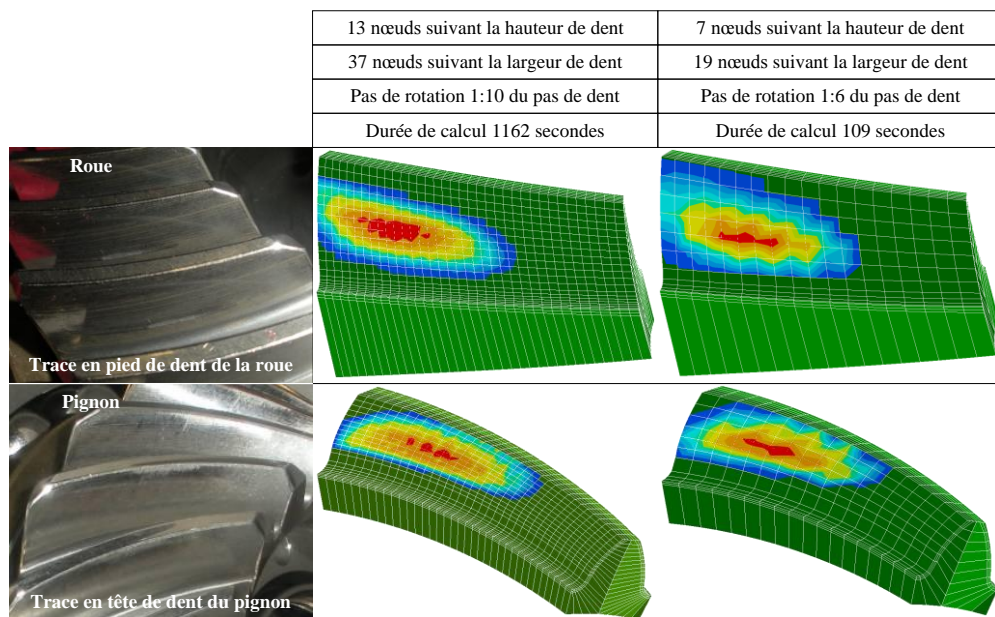 13 nœuds suivant la hauteur de dent
7 nœuds suivant la hauteur de dent
37 nœuds suivant la largeur de dent
19 nœuds suivant la largeur de dent
Pas de rotation 1:10 du pas de dent
Pas de rotation 1:6 du pas de dent
Durée de calcul 1162 secondes
Durée de calcul 109 secondes
Roue
Trace en pied de dent de la roue
Pignon
Trace en tête de dent du pignon